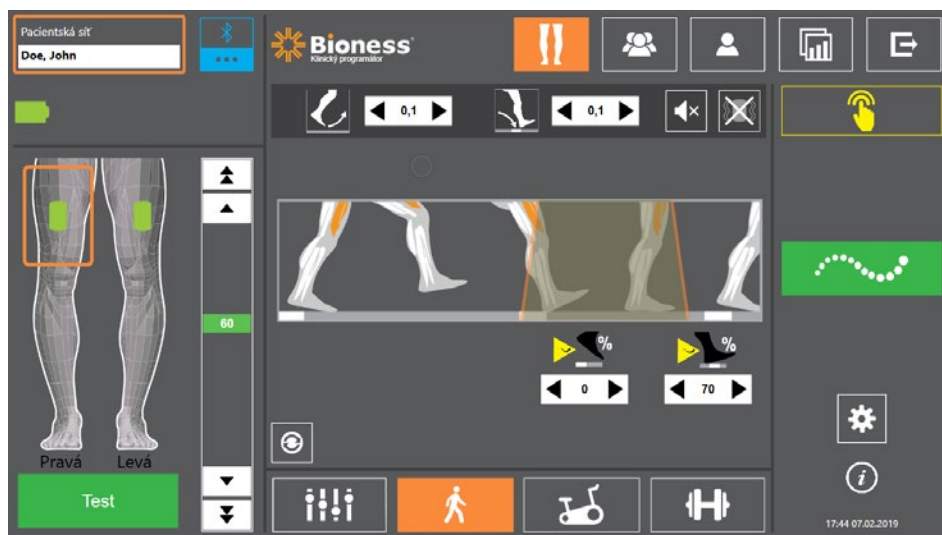 Pacientská síť
Doe, John
Bioness
Klinický programátor
0,1
0,1
60
%
%
0
70
Pravá
Levá
Test
i
17:44 07.02.2019